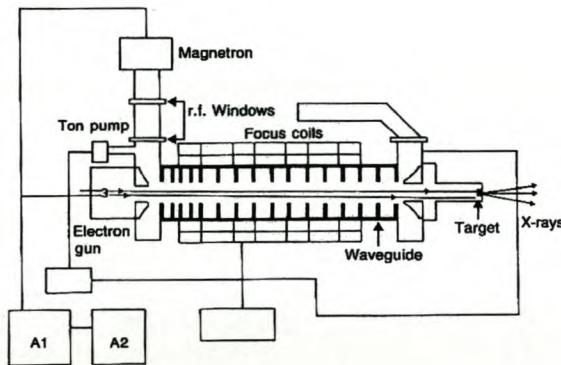 Magnetron
r.f. Windows
Ton pump
Focus coils
Electron
gun
Target
X-rays
Waveguide
A1
A2